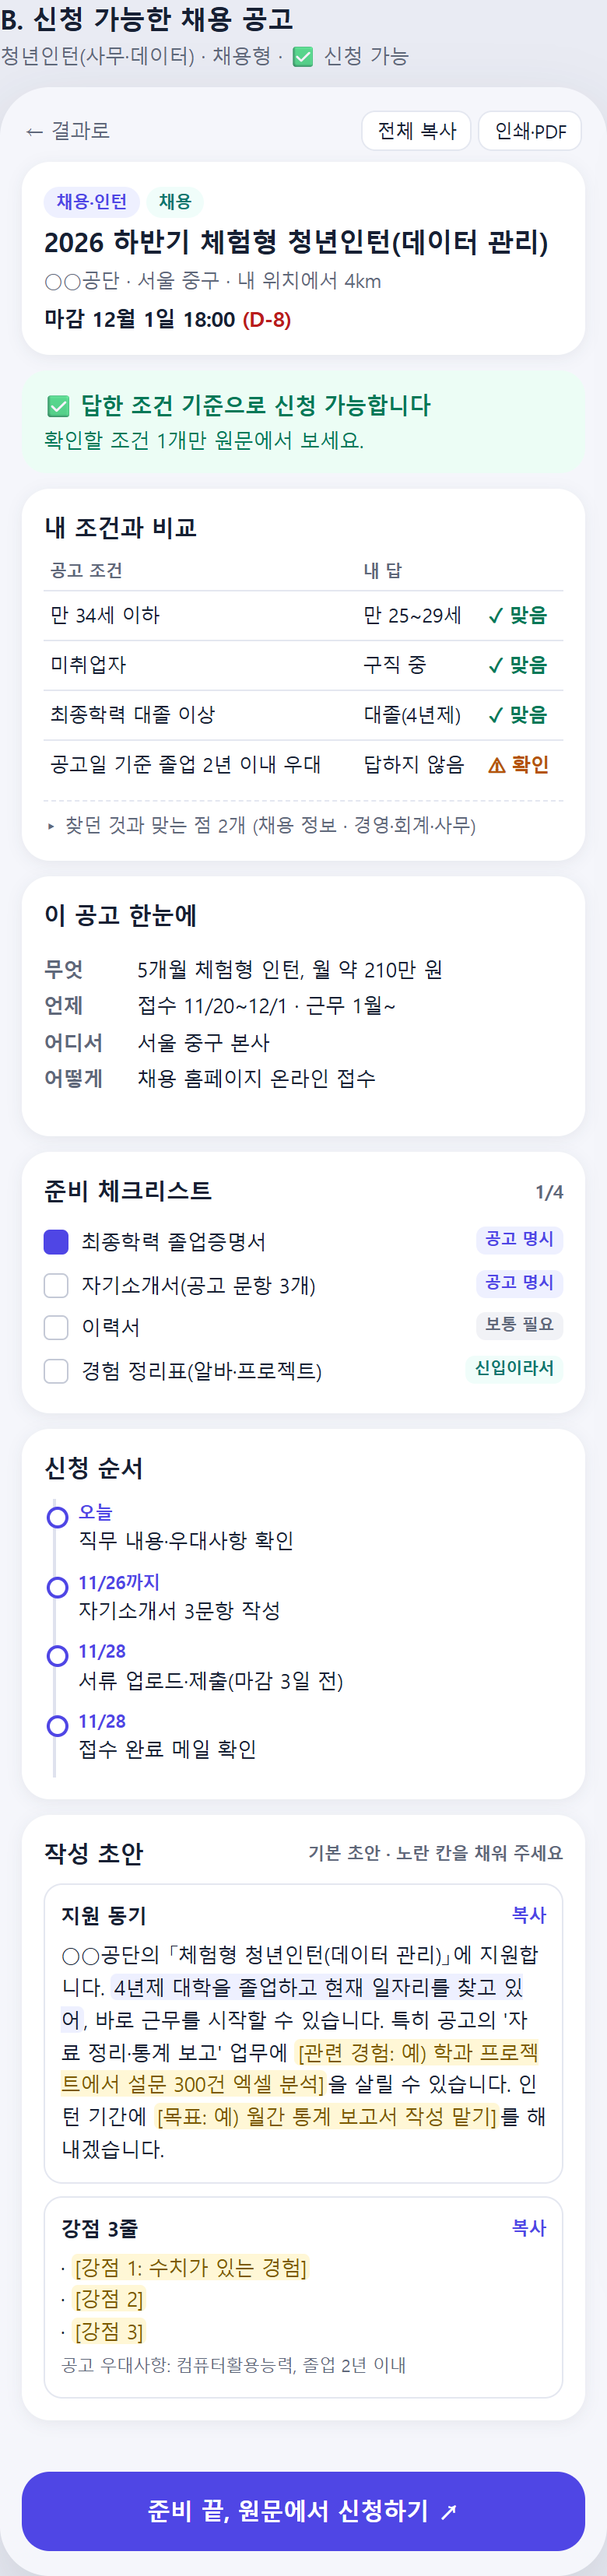 B. 신청 가능한 채용 공고
청년인턴(사무·데이터) · 채용형 · ✅ 신청 가능
← 결과로
전체 복사
인쇄·PDF
채용·인턴
채용
2026 하반기 체험형 청년인턴(데이터 관리)
○○공단 · 서울 중구 · 내 위치에서 4km
마감 12월 1일 18:00 (D-8)
✅ 답한 조건 기준으로 신청 가능합니다
확인할 조건 1개만 원문에서 보세요.
내 조건과 비교
공고 조건 내 답
만 34세 이하 만 25~29세 ✓ 맞음
미취업자 구직 중 ✓ 맞음
최종학력 대졸 이상 대졸(4년제) ✓ 맞음
공고일 기준 졸업 2년 이내 우대 답하지 않음 ⚠ 확인
▸ 찾던 것과 맞는 점 2개 (채용 정보 · 경영·회계·사무)
이 공고 한눈에
무엇 5개월 체험형 인턴, 월 약 210만 원
언제 접수 11/20~12/1 · 근무 1월~
어디서 서울 중구 본사
어떻게 채용 홈페이지 온라인 접수
준비 체크리스트 1/4
최종학력 졸업증명서 공고 명시
자기소개서(공고 문항 3개) 공고 명시
이력서 보통 필요
경험 정리표(알바·프로젝트) 신입이라서
신청 순서
오늘
직무 내용·우대사항 확인
11/26까지
자기소개서 3문항 작성
11/28
서류 업로드·제출(마감 3일 전)
11/28
접수 완료 메일 확인
작성 초안 기본 초안 · 노란 칸을 채워 주세요
지원 동기 복사
○○공단의 「체험형 청년인턴(데이터 관리)」에 지원합
니다. 4년제 대학을 졸업하고 현재 일자리를 찾고 있
어, 바로 근무를 시작할 수 있습니다. 특히 공고의 '자
료 정리·통계 보고' 업무에 [관련 경험: 예) 학과 프로젝
트에서 설문 300건 엑셀 분석]을 살릴 수 있습니다. 인
턴 기간에 [목표: 예) 월간 통계 보고서 작성 맡기]를 해
내겠습니다.
강점 3줄 복사
· [강점 1: 수치가 있는 경험]
· [강점 2]
· [강점 3]
공고 우대사항: 컴퓨터활용능력, 졸업 2년 이내
준비 끝, 원문에서 신청하기 ↗